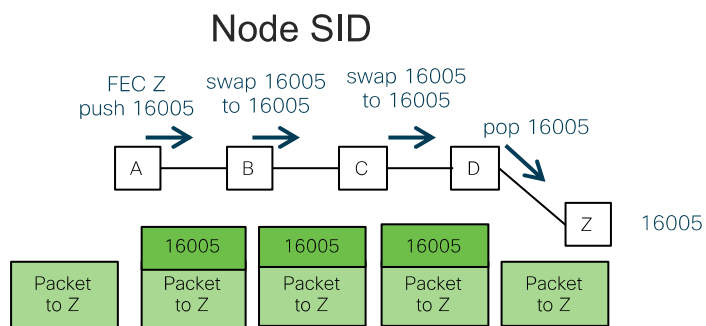 Node SID
FEC Z
push 16005
swap 16005
to 16005
swap 16005
to 16005
pop 16005
A
B
C
D
Z
16005
16005
16005
16005
Packet
to Z
Packet
to Z
Packet
to Z
Packet
to Z
Packet
to Z